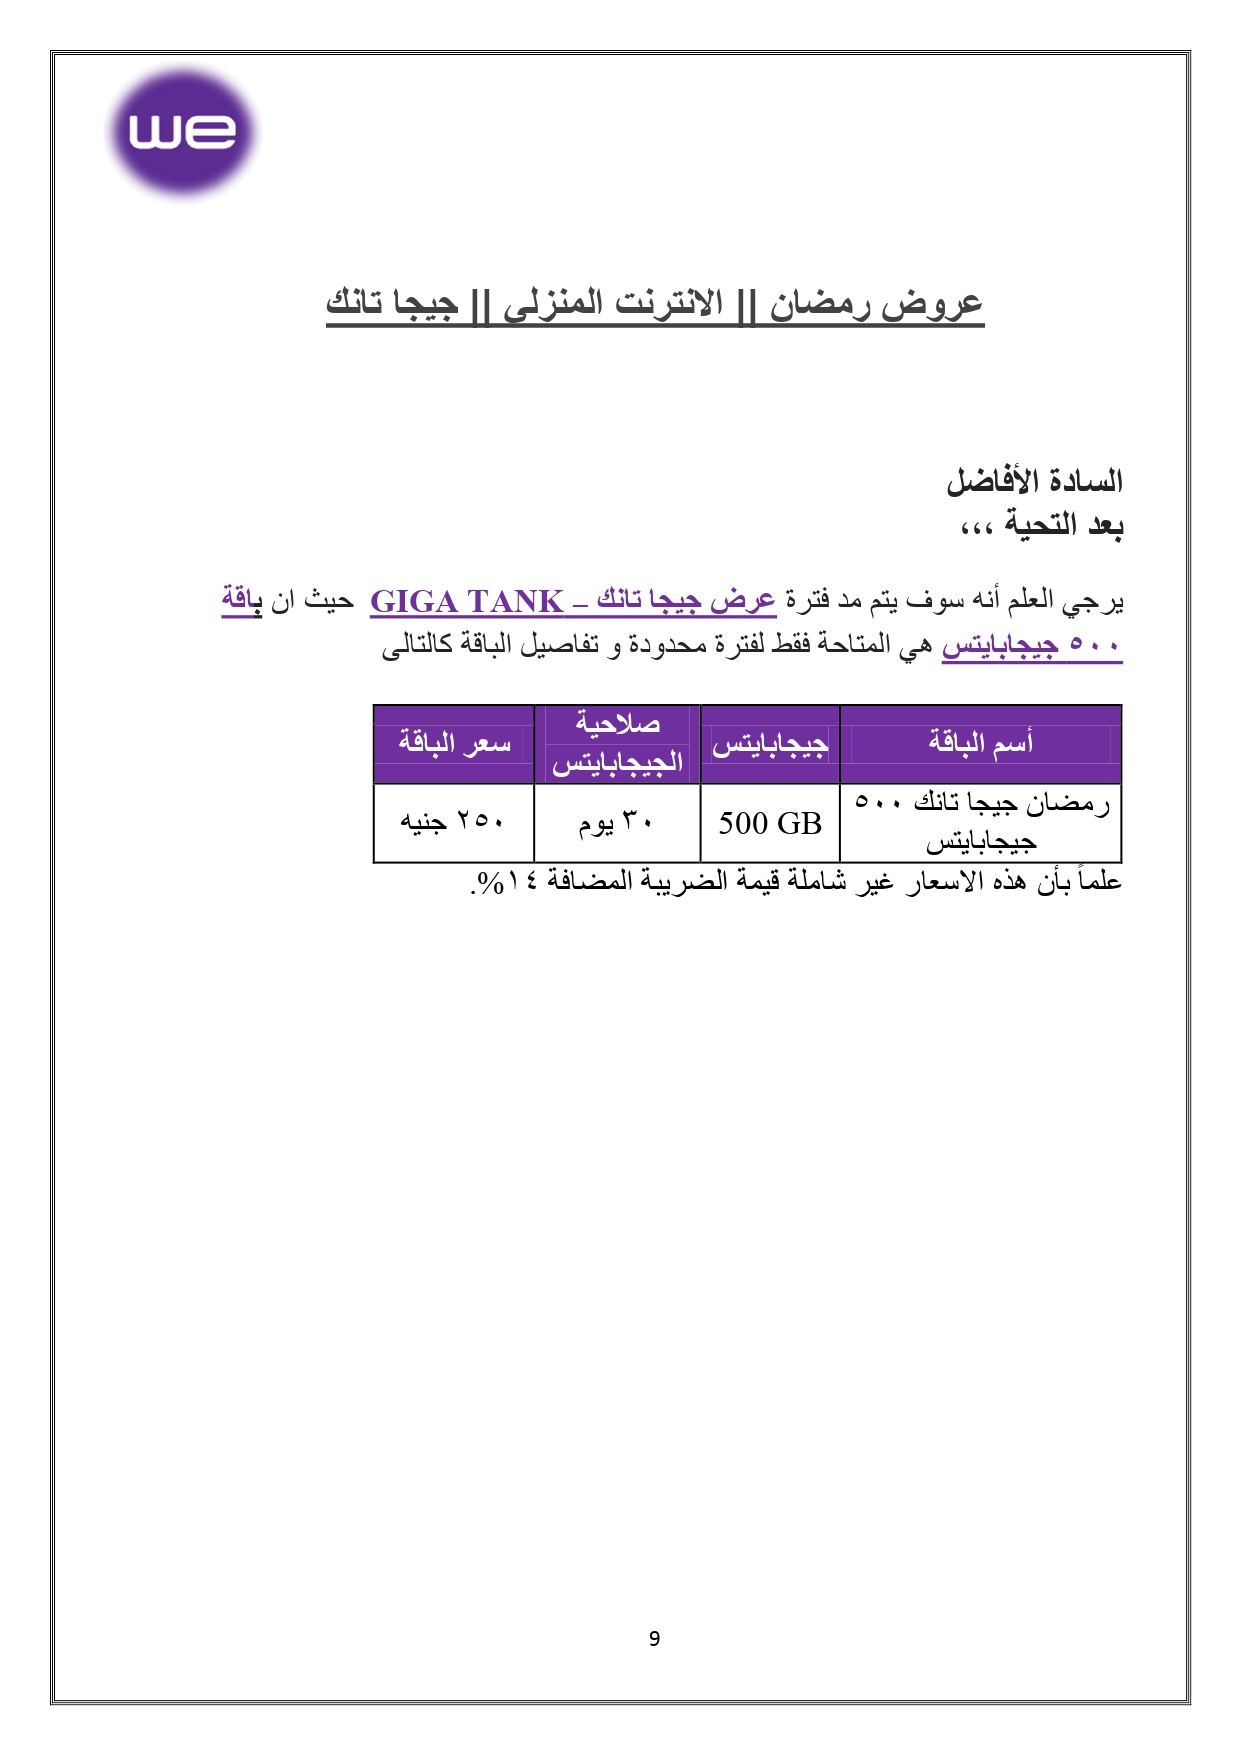 we
عروض رمضان || الانترنت المنزلي || جيجا تانك
السادة الأفاضل
بعد التحية ،،،
يرجي العلم أنه سوف يتم مد فترة عرض جيجا تانك – GIGA TANK حيث ان باقة
٥٠٠ جيجابايتس هي المتاحة فقط لفترة محدودة و تفاصيل الباقة كالتالى
أسم الباقة جيجابايتس صلاحية الجيجابايتس سعر الباقة
رمضان جيجا تانك ٥٠٠ جيجابايتس 500 GB ٣٠ يوم ٢٥٠ جنيه
علماً بأن هذه الاسعار غير شاملة قيمة الضريبة المضافة ١٤%.
9